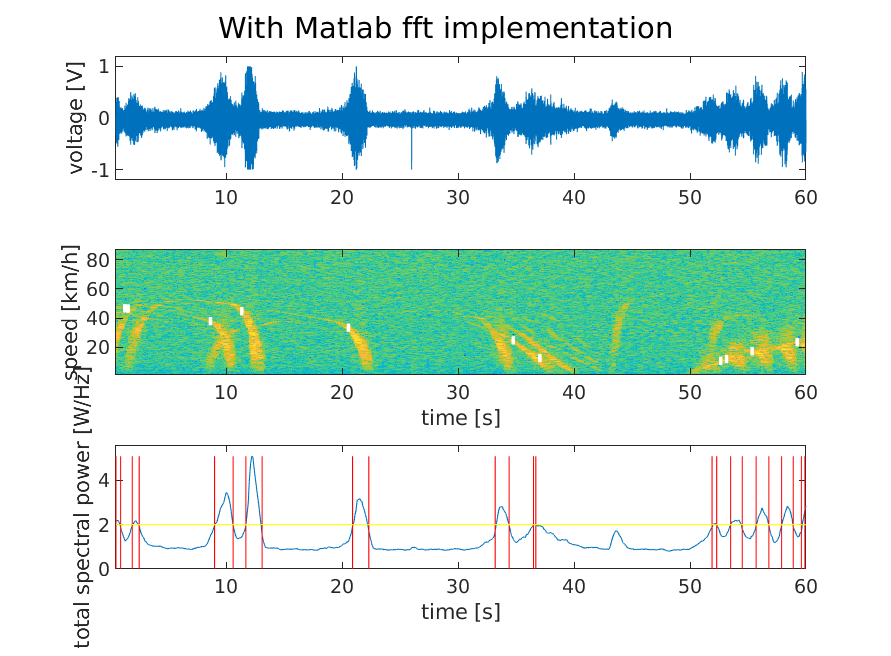 With Matlab fft implementation
voltage [V]
1
0
-1
10 20 30 40 50 60
speed [km/h]
80
60
40
20
10 20 30 40 50 60
time [s]
total spectral power [W/Hz]
4
2
0
10 20 30 40 50 60
time [s]